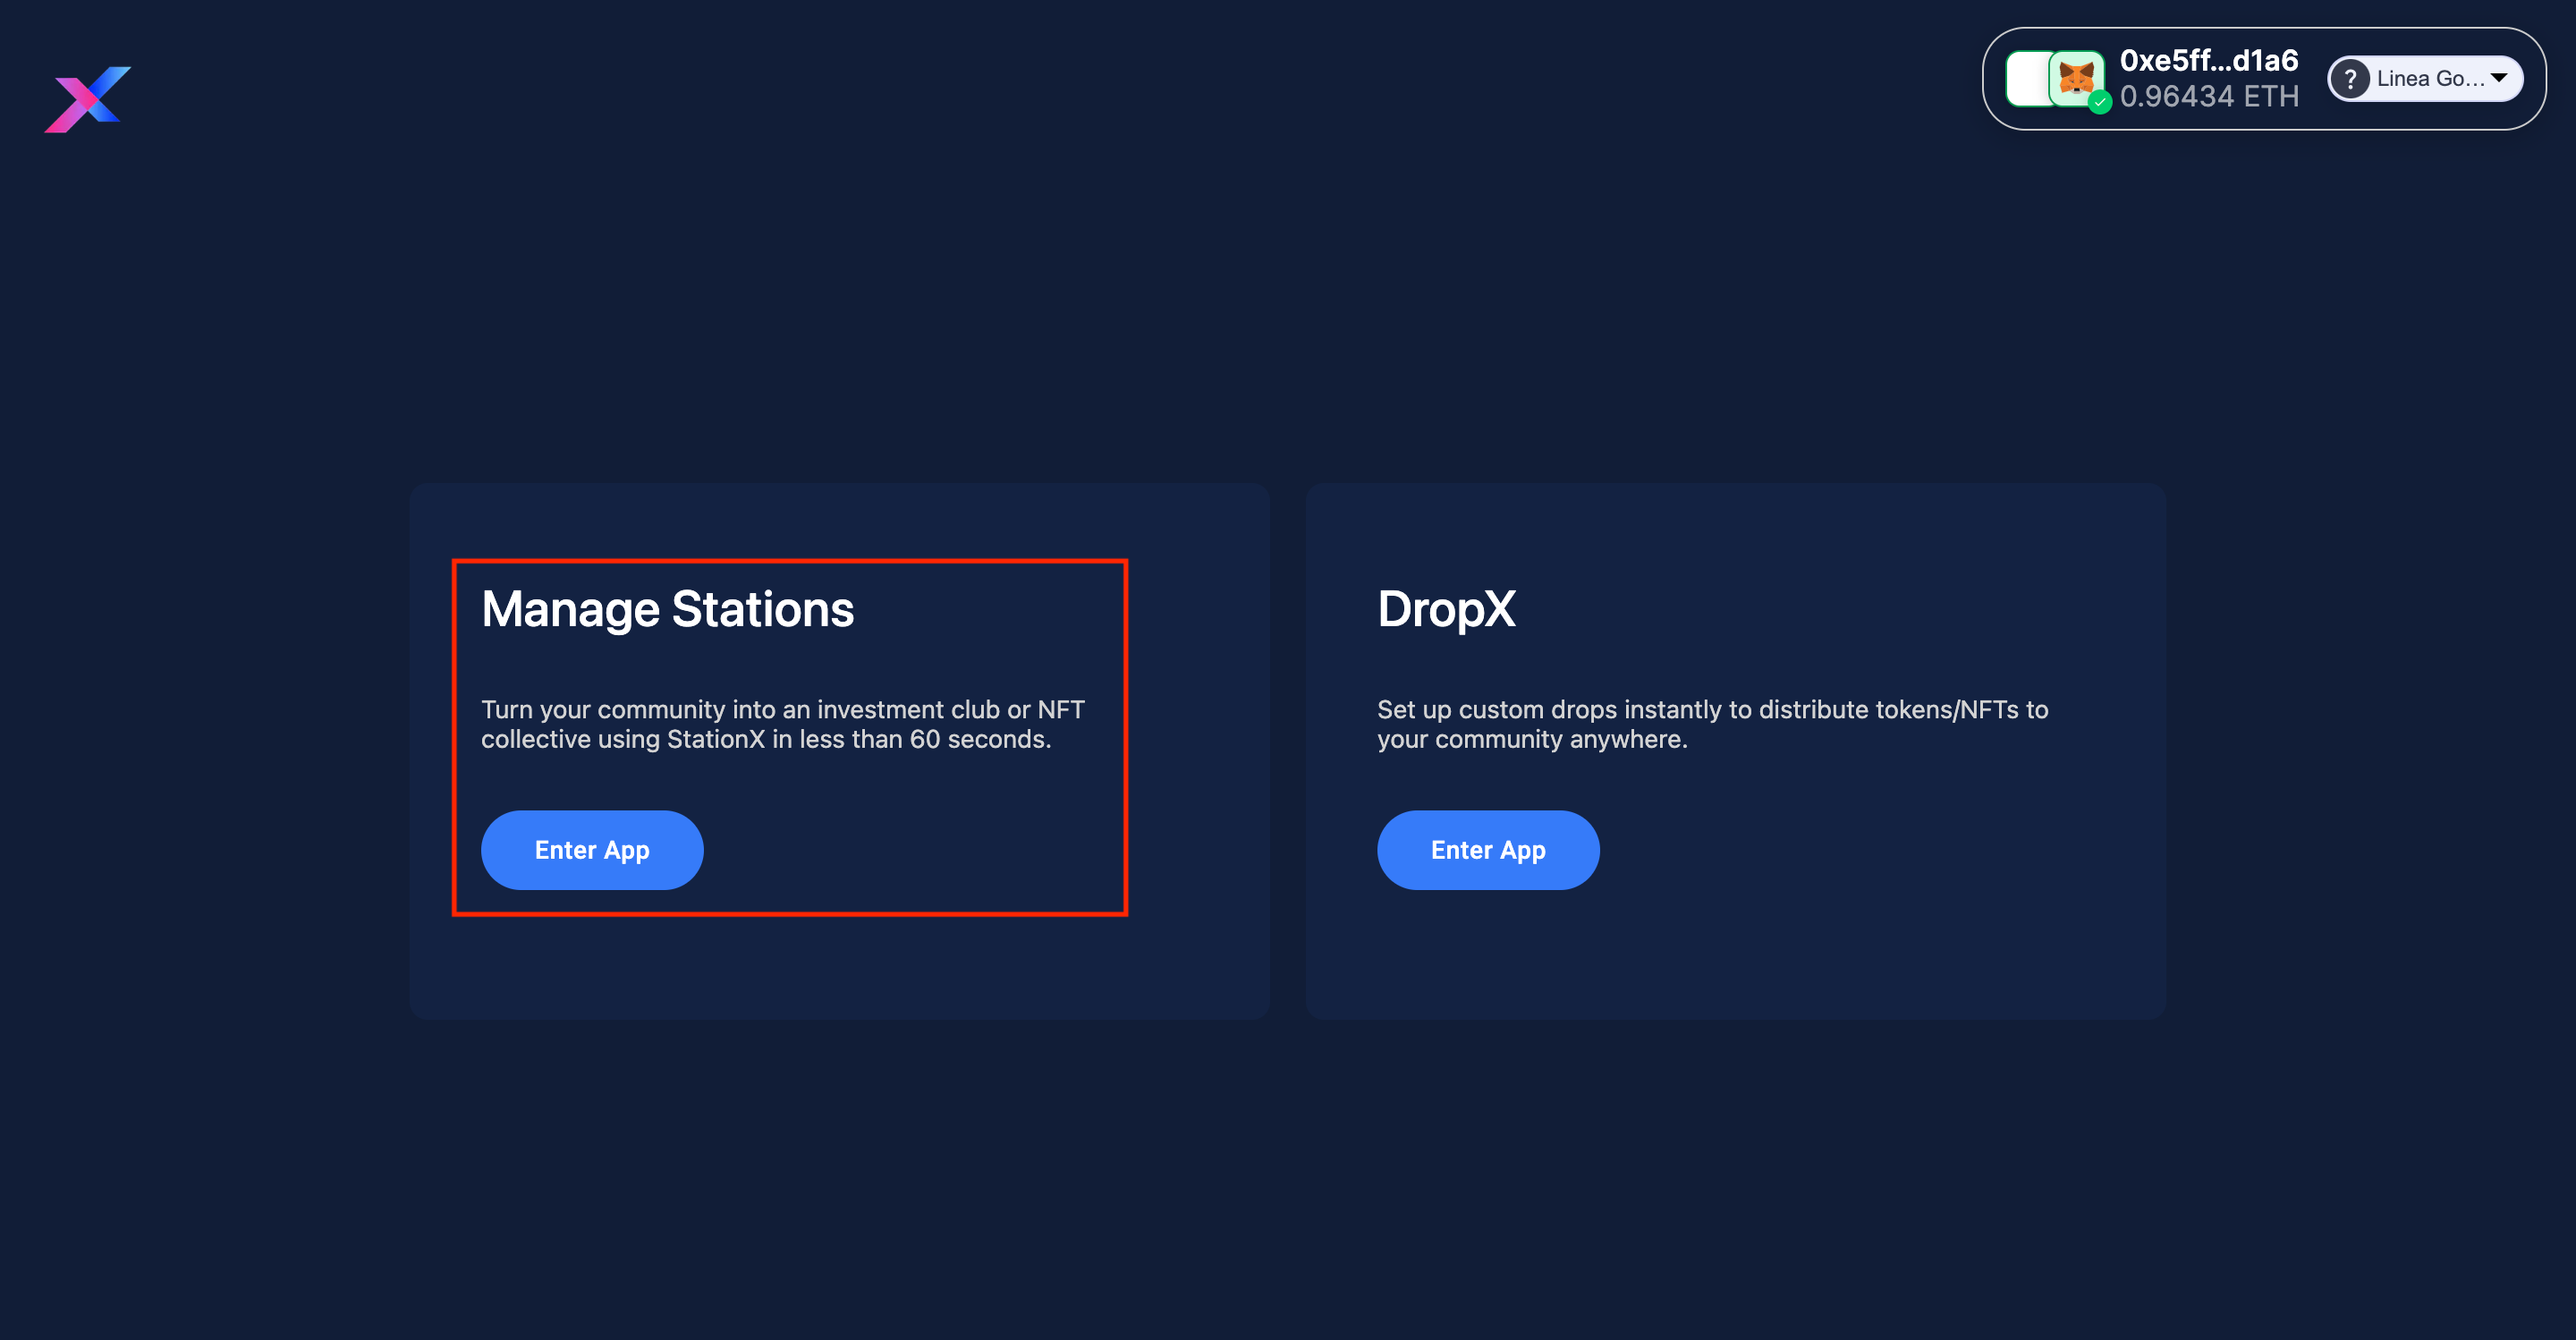 0xe5ff...d1a6
0.96434 ETH
? Linea Go...
Manage Stations
Turn your community into an investment club or NFT
collective using StationX in less than 60 seconds.
Enter App
DropX
Set up custom drops instantly to distribute tokens/NFTs to
your community anywhere.
Enter App